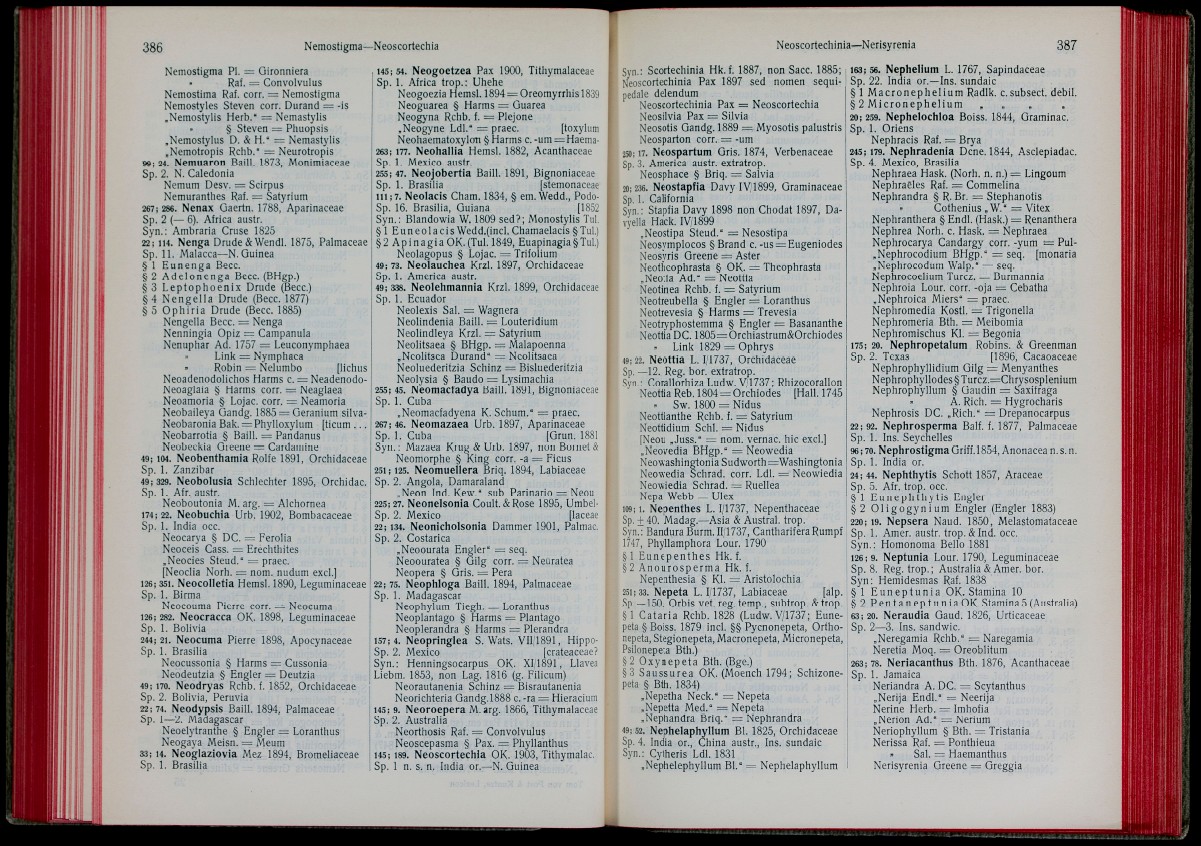 386
Nemostigma—Neoscortechia
Nemostigma Pl. = Gironniera
„ Raf. = Convolvulus
Nemostima Raf. corr. = Nemostigma
Nemostyles Steven corr. Durand = -is
„Nemostylis Herb.“ = Nemastylis
„ § Steven = Phuopsis
„Nemostylus D. & H.“ = Nemastylis
„Nemotropis Rchb.“ = Neurotropis
99; 24. Nemuaron Baill. 1873, Monimiaceae
Sp. 2. N. Caledonia
Nemum Desv. = Scirpus
Nemuranthes Raf. = Satyrium
267; 286. Nenax Gaertn. 1788, Aparinaceae
Sp. 2 (— 6). Africa austr.
Syn.: Ambraria Cruse 1825
22; 114. Nenga Drude & Wendl. 1875, Palmaceae
Sp. 11. Malacca—N. Guinea
§ 1 Eunenga Becc.
§ 2 Adelonenga Becc. (BHgp.)
§ 3 Leptophoenix Drude (Becc.)
§ 4 Nengella Drude (Becc. 1877)
§ 5 Ophiria Drude (Becc. 1885)
Nengella Becc. = Nenga
Nenningia Opiz = Campanula
Nenuphar Ad. 1757 = Leuconymphaea
„ Link = Nymphaea
„ Robin = Nelumbo [lichus
Neoadenodolichos Harms c. = Neadenodo-
Neoaglaia § Harms corr. = Neaglaea
Neoamoria § Lojac. corr. = Neamoria
Neobaileya Gandg. 1885 = Geranium silva-
Neobaronia Bak. = Phylloxylum [ticum . . .
Neobarrotia § Baill. = Pandanus
Neobeckia Greene = Cardamine
49; 104. Neobenthamia Rolfe 1891, Orchidaceae
Sp. 1. Zanzibar
49; 329. Neobolusia Schlechter 1895, Orchidac.
Sp. 1. Afr. austr.
Neoboutonia M. arg. = Alchornea
174; 22. Neobuchia Urb. 1902, Bombacaceae
Sp. 1. India occ.
Neocarya § DC. = Ferolia
Neoceis Cass. = Erechthites
„Neocies Steud.“ = praec.
[Neoclia Norh. = nom. nudum excl.]
126; 351. Neocolletia Hemsl. 1890, Leguminaceae
Sp. 1. Birma
Neocouma Pierre corr. = Neocuma
126; 282. Neocracca OK. 1898, Leguminaceae
Sp. 1. Bolivia
244; 21. Neocuma Pierre 1898, Apocynaceae
Sp. 1. Brasilia
Neocussonia § Harms = Cussonia
Neodeutzia § Engler = Deutzia
49; 170. Neodryas Rchb. f. 1852, Orchidaceae
Sp. 2. Bolivia, Peruvia
22; 74. Neodypsis Baill. 1894, Palmaceae
Sp. 1—2. Madagascar
Neoelytranthe § Engler = Loranthus
Neogaya Meisn. = Meum
33; 14. Neoglaziovia Mez 1894, Bromeliaceae
Sp. 1. Brasilia
145; 54. Neogoetzea Pax 1900, Tithymalaceae
Sp. 1. Africa trop.: Uhehe
Neogoezia Hemsl. 1894 = Oreomyrrhis 1839
Neoguarea § Harms = Guarea
Neogyna Rchb. f. = Plejone
„Neogyne Ldl.“ = praec. [toxylum
Neohaematoxylon § Harms c. -um = Haema-
263; 177. Neohallia Hemsl. 1882, Acanthaceae
Sp. 1. Mexico austr.
255; 47. Neojobertia Baill. 1891, Bignoniaceae
Sp. 1. Brasilia [stemonaceae
111; 7. Neolacis Cham. 1834, § em. Wedd., Podo-
Sp. 16. Brasilia, Guiana [1852
Syn.: Blandowia W. 1809 sed?; Monostylis Tul.
§ 1 Euneolacis Wedd. (incl. Chamaelacis § Tul.)
§ 2 Apinagia OK. (Tul. 1849, Euapinagia § Tul.)
Neolagopus § Lojac. = Trifolium
49; 73. Neolauchea Krzl. 1897, Orchidaceae
Sp. 1. America austr.
49; 338. Neolehmannia Krzl. 1899, Orchidaceae
Sp. 1. Ecuador
Neolexis Sal. = Wagnera
Neolindenia Baill. = Louteridium
Neolindleya Krzl. = Satyrium
Neolitsaea § BHgp. = Malapoenna
„Neolitsaea Durand“ = Neolitsaea
Neoluederitzia Schinz = Bisluederitzia
Neolysia § Baudo = Lysimachia
255; 45. Neomacfadya Baill. 1891, Bignoniaceae
Sp. 1. Cuba
„Neomacfadyena K. Schum.“ = praec.
267; 46. Neomazaea Urb. 1897, Aparinaceae
Sp. 1. Cuba [Grun. 1881
Syn.: Mazaea Krug & Urb. 1897, non Bornet &
Neomorphe § King corr. -a = Ficus
251; 125. Neomuellera Briq. 1894, Labiaceae
Sp. 2. Angola, Damaraland
„Neon Ind. Kew.“ sub Parinario = Neou
225; 27. Neonelsonia Coult. & Rose 1895, Umbel-
Sp. 2. Mexico [laceae
22; 134. Neonicholsonia Dammer 1901, Palmac.
Sp. 2. Costarica
„Neoourata Engler“ = seq.
Neoouratea § Gilg corr. = Neuratea
Neopera § Gris. = Pera
22; 75. Neophloga Baill. 1894, Palmaceae
Sp. 1. Madagascar
Neophylum Tiegh. = Loranthus
Neoplantago § Harms = Plantago
Neoplerandra § Harms = Plerandra
157; 4. Neopringlea S. Wats. VII|1891, Hippo-
Sp. 2. Mexico [crateaceae?
Syn.: Henningsocarpus OK. XI|1891, Llavea
Liebm. 1853, non Lag. 1816 (g. Filicum)
Neorautanenia Schinz = Bisrautanenia
Neorichteria Gandg. 1888 c. -ra = Hieracium
145; 9. Neoroepera M. arg. 1866, Tithymalaceae
Sp. 2. Australia
Neorthosis Raf. = Convolvulus
Neoscepasma § Pax. = Phyllanthus
145; 189. Neoscortechia OK. 1903, Tithymalac.
Sp. 1 n. s. n. India or.—N. Guinea
Neoscortechinia—Nerisyrenia
387
Syn.: Scortechinia Hk. f. 1887, non Sacc. 1885;
Neoscortechinia Pax 1897 sed nomen sequi-
pedale delendum
Neoscortechinia Pax = Neoscortechia
Neosilvia Pax = Silvia
Neosotis Gandg. 1889 = Myosotis palustris
Neosparton corr. = -um
250; 17. Neospartum Gris. 1874, Verbenaceae
Sp. 3. America austr. extratrop.
Neosphace § Briq. = Salvia
20; 236. Neostapfia Davy IV|1899, Graminaceae
Sp. 1. California
Syn.: Stapfia Davy 1898 non Chodat 1897, Da-
vyella Hack. IV|1899
„Neostipa Steud.“ = Nesostipa
Neosymplocos § Brand c. -us = Eugeniodes
Neosyris Greene = Aster
Neotheophrasta § OK. = Theophrasta
„Neotia Ad.“ = Neottia
Neotinea Rchb. f. = Satyrium
Neotreubella § Engler = Loranthus
Neotrevesia § Harms = Trevesia
Neotryphostemma § Engler = Basananthe
Neottia DC. 1805 = Orchiastrum & Orchiodes
„ Link 1829 = Ophrys
49; 22. Neottia L. I|1737, Orchidaceae
Sp. —12. Reg. bor. extratrop.
Syn.: Corallorhiza Ludw. V|1737; Rhizocorallon
Neottia Reb. 1804 = Orchiodes [Hall. 1745
„ Sw. 1800 = Nidus
Neottianthe Rchb. f. = Satyrium
Neottidium Schl. = Nidus
[Neou „Juss.“ = nom. vernac. hic excl.]
„Neovedia BHgp.“ = Neowedia
Neowashingtonia Sudworth = Washingtonia
Neowedia Schrad. corr. Ldl. = Neowiedia
Neowiedia Schrad. = Ruellea
Nepa Webb = Ulex
109; 1. Nepenthes L. I|1737, Nepenthaceae
Sp. ± 40. Madag.—Asia & Austral. trop.
Syn.: Bandura Burm. II|1737, Cantharifera Rumpf
1747, Phyllamphora Lour. 1790
§ 1 Eunepenthes Hk. f.
§ 2 Anourosperma Hk. f.
Nepenthesia § Kl. = Aristolochia
251; 33. Nepeta L. I|1737, Labiaceae [alp.
Sp. —150. Orbis vet. reg. temp., subtrop. & trop.
§ 1 Cataria Rchb. 1828 (Ludw. V|1737; Eune-
peta § Boiss. 1879 incl. §§ Pycnonepeta, Ortho-
nepeta, Stegionepeta, Macronepeta, Micronepeta,
Psilonepeta Bth.)
§ 2 Oxynepeta Bth. (Bge.)
§ 3 Saussurea OK. (Moench 1794; Schizone-
peta § Bth. 1834)
„Nepetha Neck.“ = Nepeta
„Nepetta Med.“ = Nepeta
„Nephandra Briq.“ = Nephrandra
49; 52. Nephelaphyllum Bl. 1825, Orchidaceae
Sp. 4. India or., China austr., Ins. sundaic
Syn.: Cytheris Ldl. 1831
„Nephelephyllum Bl.“ = Nephelaphyllum
163; 56. Nephelium L. 1767, Sapindaceae
Sp. 22. India or.—Ins. sundaic
§ 1 Macronephelium Radlk. c. subsect. debil.
§ 2 Micronephelium „ „ „ „
20; 259. Nephelochloa Boiss. 1844, Graminac.
Sp. 1. Oriens
Nephracis Raf. = Brya
245; 179. Nephradenia Dcne. 1844, Asclepiadac.
Sp. 4. Mexico, Brasilia
Nephraea Hask. (Norh. n. n.) = Lingoum
Nephraëles Raf. = Commelina
Nephrandra § R. Br. = Stephanotis
„ Cothenius „W.“ = Vitex
Nephranthera § Endl. (Hask.) = Renanthera
Nephrea Norh. c. Hask. = Nephraea
Nephrocarya Candargy corr. -yum = Pul-
„Nephrodium BHgp.“ = seq. [monaria
„Nephrocodum Walp.“ = seq.
Nephrocoelium Turcz. = Burmannia
Nephroia Lour. corr. -oja = Cebatha
„Nephroica Miers“ = praec.
Nephromedia Kostl. = Trigonella
Nephromeria Bth. = Meibomia
Nephromischus Kl. = Begonia
175; 20. Nephropetalum Robins. & Greenman
Sp. 2. Texas [1896, Cacaoaceae
Nephrophyllidium Gilg = Menyanthes
Nephrophyllodes § Turcz. = Chrysosplenium
Nephrophyllum § Gaudin = Saxifraga
„ A. Rich. = Hygrocharis
Nephrosis DC. „Rich.“ = Drepanocarpus
22; 92. Nephrosperma Balf. f. 1877, Palmaceae
Sp. 1. Ins. Seychelles
96; 70. Nephrostigma Griff. 1854, Anonacea n. s. n.
Sp. 1. India or.
24; 44. Nephthytis Schott 1857, Araceae
Sp. 5. Afr. trop. occ.
§ 1 Eunephthytis Engler
§ 2 Oligogynium Engler (Engler 1883)
220; 19. Nepsera Naud. 1850, Melastomataceae
Sp. 1. Amer. austr. trop. & Ind. occ.
Syn.: Homonoma Bello 1881
126; 9. Neptunia Lour. 1790, Leguminaceae
Sp. 8. Reg. trop.; Australia & Amer. bor.
Syn: Hemidesmas Raf. 1838
§ 1 Euneptunia OK. Stamina 10
§ 2 Pentaneptunia OK. Stamina 5 (Australia)
63; 20. Neraudia Gaud. 1826, Urticaceae
Sp. 2—3. Ins. sandwic.
„Neregamia Rchb.“ = Naregamia
Neretia Moq. = Oreoblitum
263; 78. Neriacanthus Bth. 1876, Acanthaceae
Sp. 1. Jamaica
Neriandra A. DC. = Scytanthus
„Nerija Endl.“ = Neerija
Nerine Herb. = Imhofia
„Nerion Ad.“ = Nerium
Neriophyllum § Bth. = Tristania
Nerissa Raf. = Ponthieua
„ Sal. = Haemanthus
Nerisyrenia Greene = Greggia